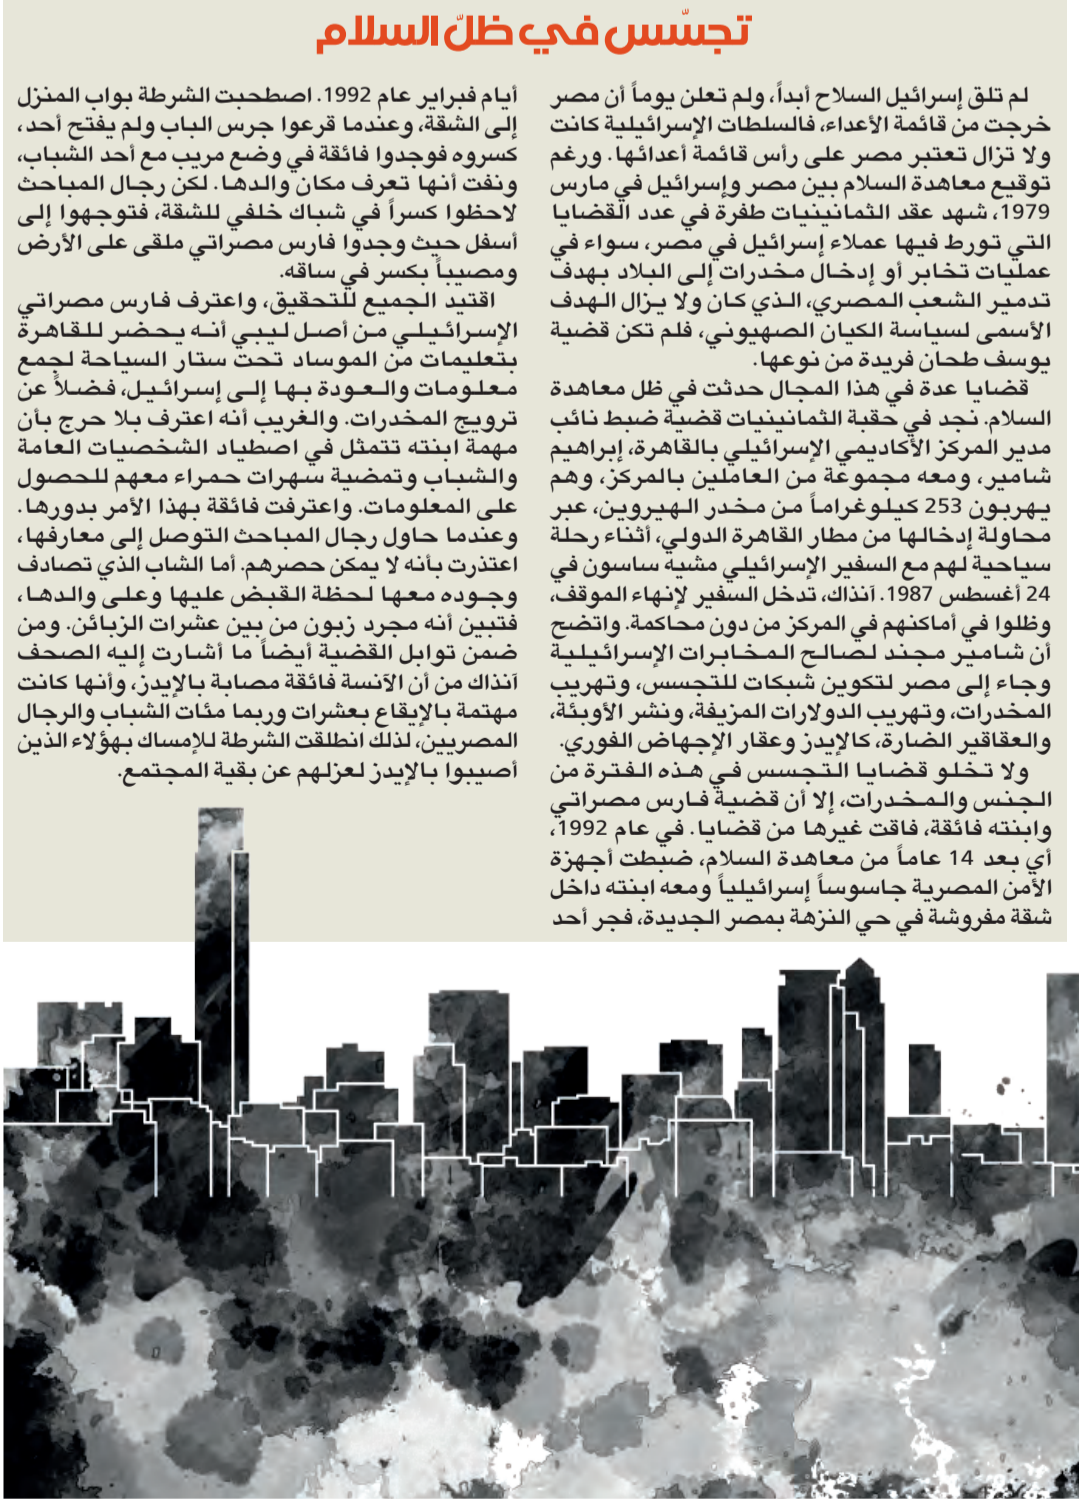 تجسّس في ظلّ السلام
لم تلق إسرائيل السلاح أبداً، ولم تعلن يوماً أن مصر
خرجت من قائمة الأعداء، فالسلطات الإسرائيلية كانت
ولا تزال تعتبر مصر على رأس قائمة أعدائها. ورغم
توقيع معاهدة السلام بين مصر وإسرائيل في مارس
1979، شهد عقد الثمانينيات طفرة في عدد القضايا
التي تورط فيها عملاء إسرائيل في مصر، سواء في
عمليات تخابر أو إدخال مخدرات إلى البلاد بهدف
تدمير الشعب المصري، الذي كان ولا يزال الهدف
الأسمى لسياسة الكيان الصهيوني، فلم تكن قضية
يوسف طحان فريدة من نوعها.
قضايا عدة في هذا المجال حدثت في ظل معاهدة
السلام. نجد في حقبة الثمانينيات قضية ضبط نائب
مدير المركز الأكاديمي الإسرائيلي بالقاهرة، إبراهيم
شامير، ومعه مجموعة من العاملين بالمركز، وهم
يهربون 253 كيلوغراماً من مخدر الهيروين، عبر
محاولة إدخالها من مطار القاهرة الدولي، أثناء رحلة
سياحية لهم مع السفير الإسرائيلي مشيه ساسون في
24 أغسطس 1987. آنذاك، تدخل السفير لإنهاء الموقف،
وظلوا في أماكنهم في المركز من دون محاكمة. واتضح
أن شامير مجند لصالح المخابرات الإسرائيلية
وجاء إلى مصر لتكوين شبكات للتجسس، وتهريب
المخدرات، وتهريب الدولارات المزيفة، ونشر الأوبئة،
والعقاقير الضارة، كالإيدز وعقار الإجهاض الفوري.
ولا تخلو قضايا التجسس في هذه الفترة من
الجنس والمخدرات، إلا أن قضية فارس مصراتي
وابنته فائقة، فاقت غيرها من قضايا. في عام 1992،
أي بعد 14 عاماً من معاهدة السلام، ضبطت أجهزة
الأمن المصرية جاسوساً إسرائيلياً ومعه ابنته داخل
شقة مفروشة في حي النزهة بمصر الجديدة، فجر أحد
أيام فبراير عام 1992. اصطحبت الشرطة بواب المنزل
إلى الشقة، وعندما قرعوا جرس الباب ولم يفتح أحد،
كسروه فوجدوا فائقة في وضع مريب مع أحد الشباب،
ونفت أنها تعرف مكان والدها. لكن رجال المباحث
لاحظوا كسراً في شباك خلفي للشقة، فتوجهوا إلى
أسفل حيث وجدوا فارس مصراتي ملقى على الأرض
ومصيباً بكسر في ساقه.
اقتيد الجميع للتحقيق، واعترف فارس مصراتي
الإسرائيلي من أصل ليبي أنه يحضر للقاهرة
بتعليمات من الموساد تحت ستار السياحة لجمع
معلومات والعودة بها إلى إسرائيل، فضلاً عن
ترويج المخدرات. والغريب أنه اعترف بلا حرج بأن
مهمة ابنته تتمثل في اصطياد الشخصيات العامة
والشباب وتمضية سهرات حمراء معهم للحصول
على المعلومات. واعترفت فائقة بهذا الأمر بدورها.
وعندما حاول رجال المباحث التوصل إلى معارفها،
اعتذرت بأنه لا يمكن حصرهم. أما الشاب الذي تصادف
وجوده معها لحظة القبض عليها وعلى والدها،
فتبين أنه مجرد زبون من بين عشرات الزبائن. ومن
ضمن توابل القضية أيضاً ما أشارت إليه الصحف
آنذاك من أن الآنسة فائقة مصابة بالإيدز، وأنها كانت
مهتمة بالإيقاع بعشرات وربما مئات الشباب والرجال
المصريين، لذلك انطلقت الشرطة للإمساك بهؤلاء الذين
أصيبوا بالإيدز لعزلهم عن بقية المجتمع.